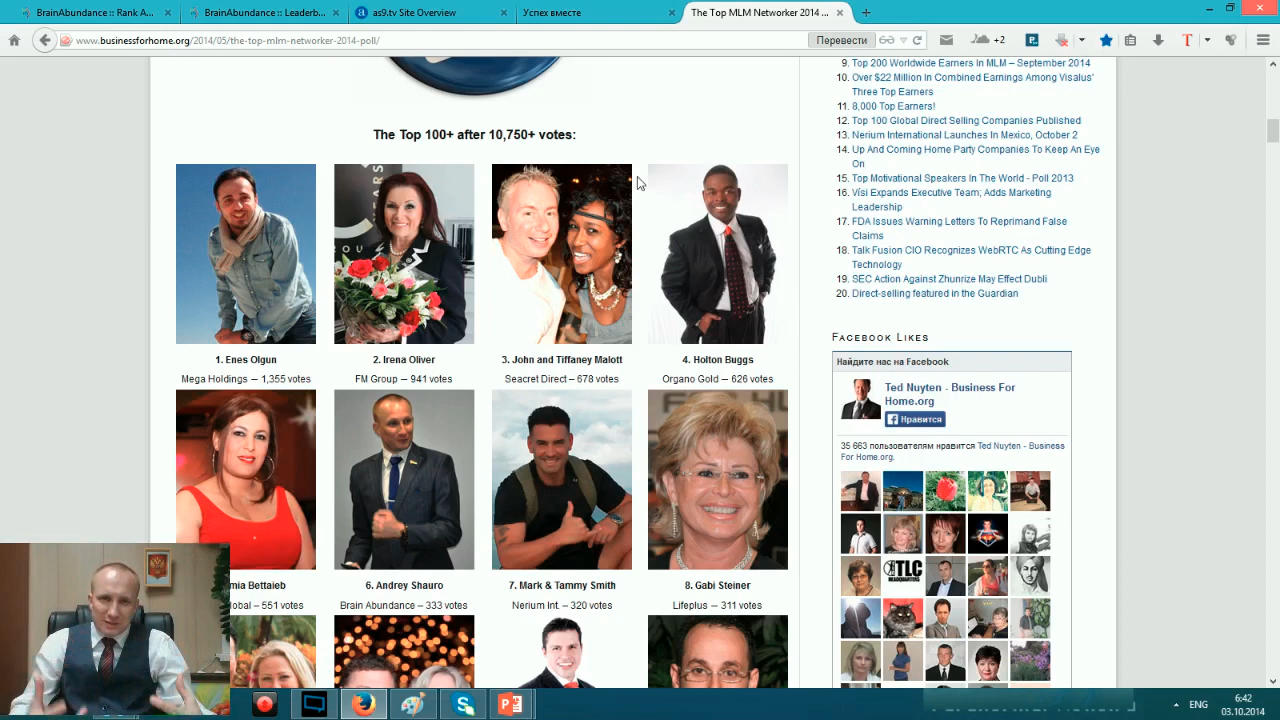 BrainAbundance :: Rank A...
BrainAbundance :: Leaderb...
as9.tv Site Overview
Успех вместе
The Top MLM Networker 2014 ...
www.businessforhome.org/2014/05/the-top-mlm-networker-2014-poll/
Перевести
+2
The Top 100+ after 10,750+ votes:
1. Enes Olgun
2. Irena Oliver
3. John and Tiffaney Malott
4. Holton Buggs
Mega Holdings – 1,355 votes
FM Group – 941 votes
Seacret Direct – 678 votes
Organo Gold – 626 votes
mia Bettaieb
6. Andrey Shauro
7. Mark & Tammy Smith
8. Gabi Steiner
lobal – 551 votes
Brain Abundance – 333 votes
Nerium Int. – 320 votes
Lifeplus – 311 votes
9. Top 200 Worldwide Earners In MLM – September 2014
10. Over $22 Million In Combined Earnings Among Visalus'
Three Top Earners
11. 8,000 Top Earners!
12. Top 100 Global Direct Selling Companies Published
13. Nerium International Launches In Mexico, October 2
14. Up And Coming Home Party Companies To Keep An Eye
On
15. Top Motivational Speakers In The World - Poll 2013
16. Vísi Expands Executive Team; Adds Marketing
Leadership
17. FDA Issues Warning Letters To Reprimand False
Claims
18. Talk Fusion CIO Recognizes WebRTC As Cutting Edge
Technology
19. SEC Action Against Zhunrize May Effect Dubli
20. Direct-selling featured in the Guardian
Facebook Likes
Найдите нас на Facebook
Ted Nuyten - Business For
Home.org
Нравится
35 663 пользователям нравится Ted Nuyten - Business
For Home.org.
TLC
HEADQUARTERS
ENG
6:42
03.10.2014